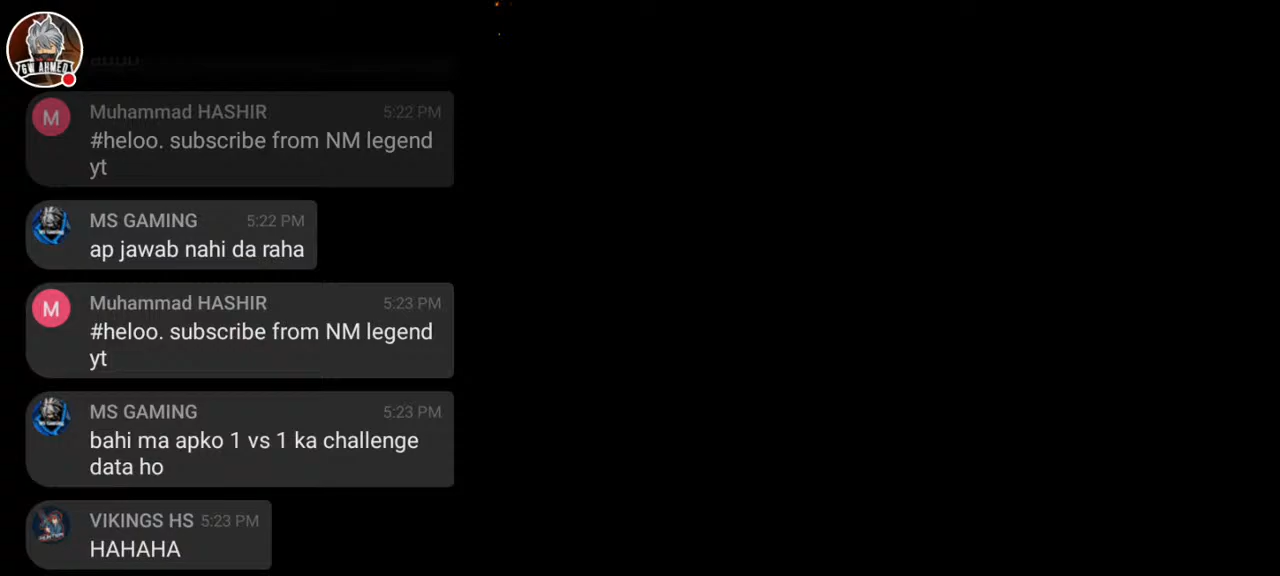 GW AHMED
Muhammad HASHIR 5:22 PM
#heloo. subscribe from NM legend
yt
MS GAMING 5:22 PM
ap jawab nahi da raha
M
Muhammad HASHIR 5:23 PM
#heloo. subscribe from NM legend
yt
MS GAMING 5:23 PM
bahi ma apko 1 vs 1 ka challenge
data ho
VIKINGS HS 5:23 PM
HAHAHA